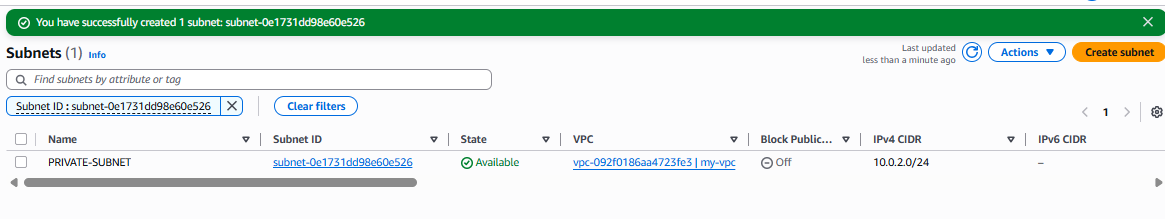 You have successfully created 1 subnet: subnet-0e1731dd98e60e526
Subnets (1) Info
Last updated
less than a minute ago
Actions
Create subnet
Find subnets by attribute or tag
Subnet ID : subnet-0e1731dd98e60e526
Clear filters
1
Name Subnet ID State VPC Block Public... IPv4 CIDR IPv6 CIDR
PRIVATE-SUBNET subnet-0e1731dd98e60e526 Available vpc-092f0186aa4723fe3 | my-vpc Off 10.0.2.0/24 –